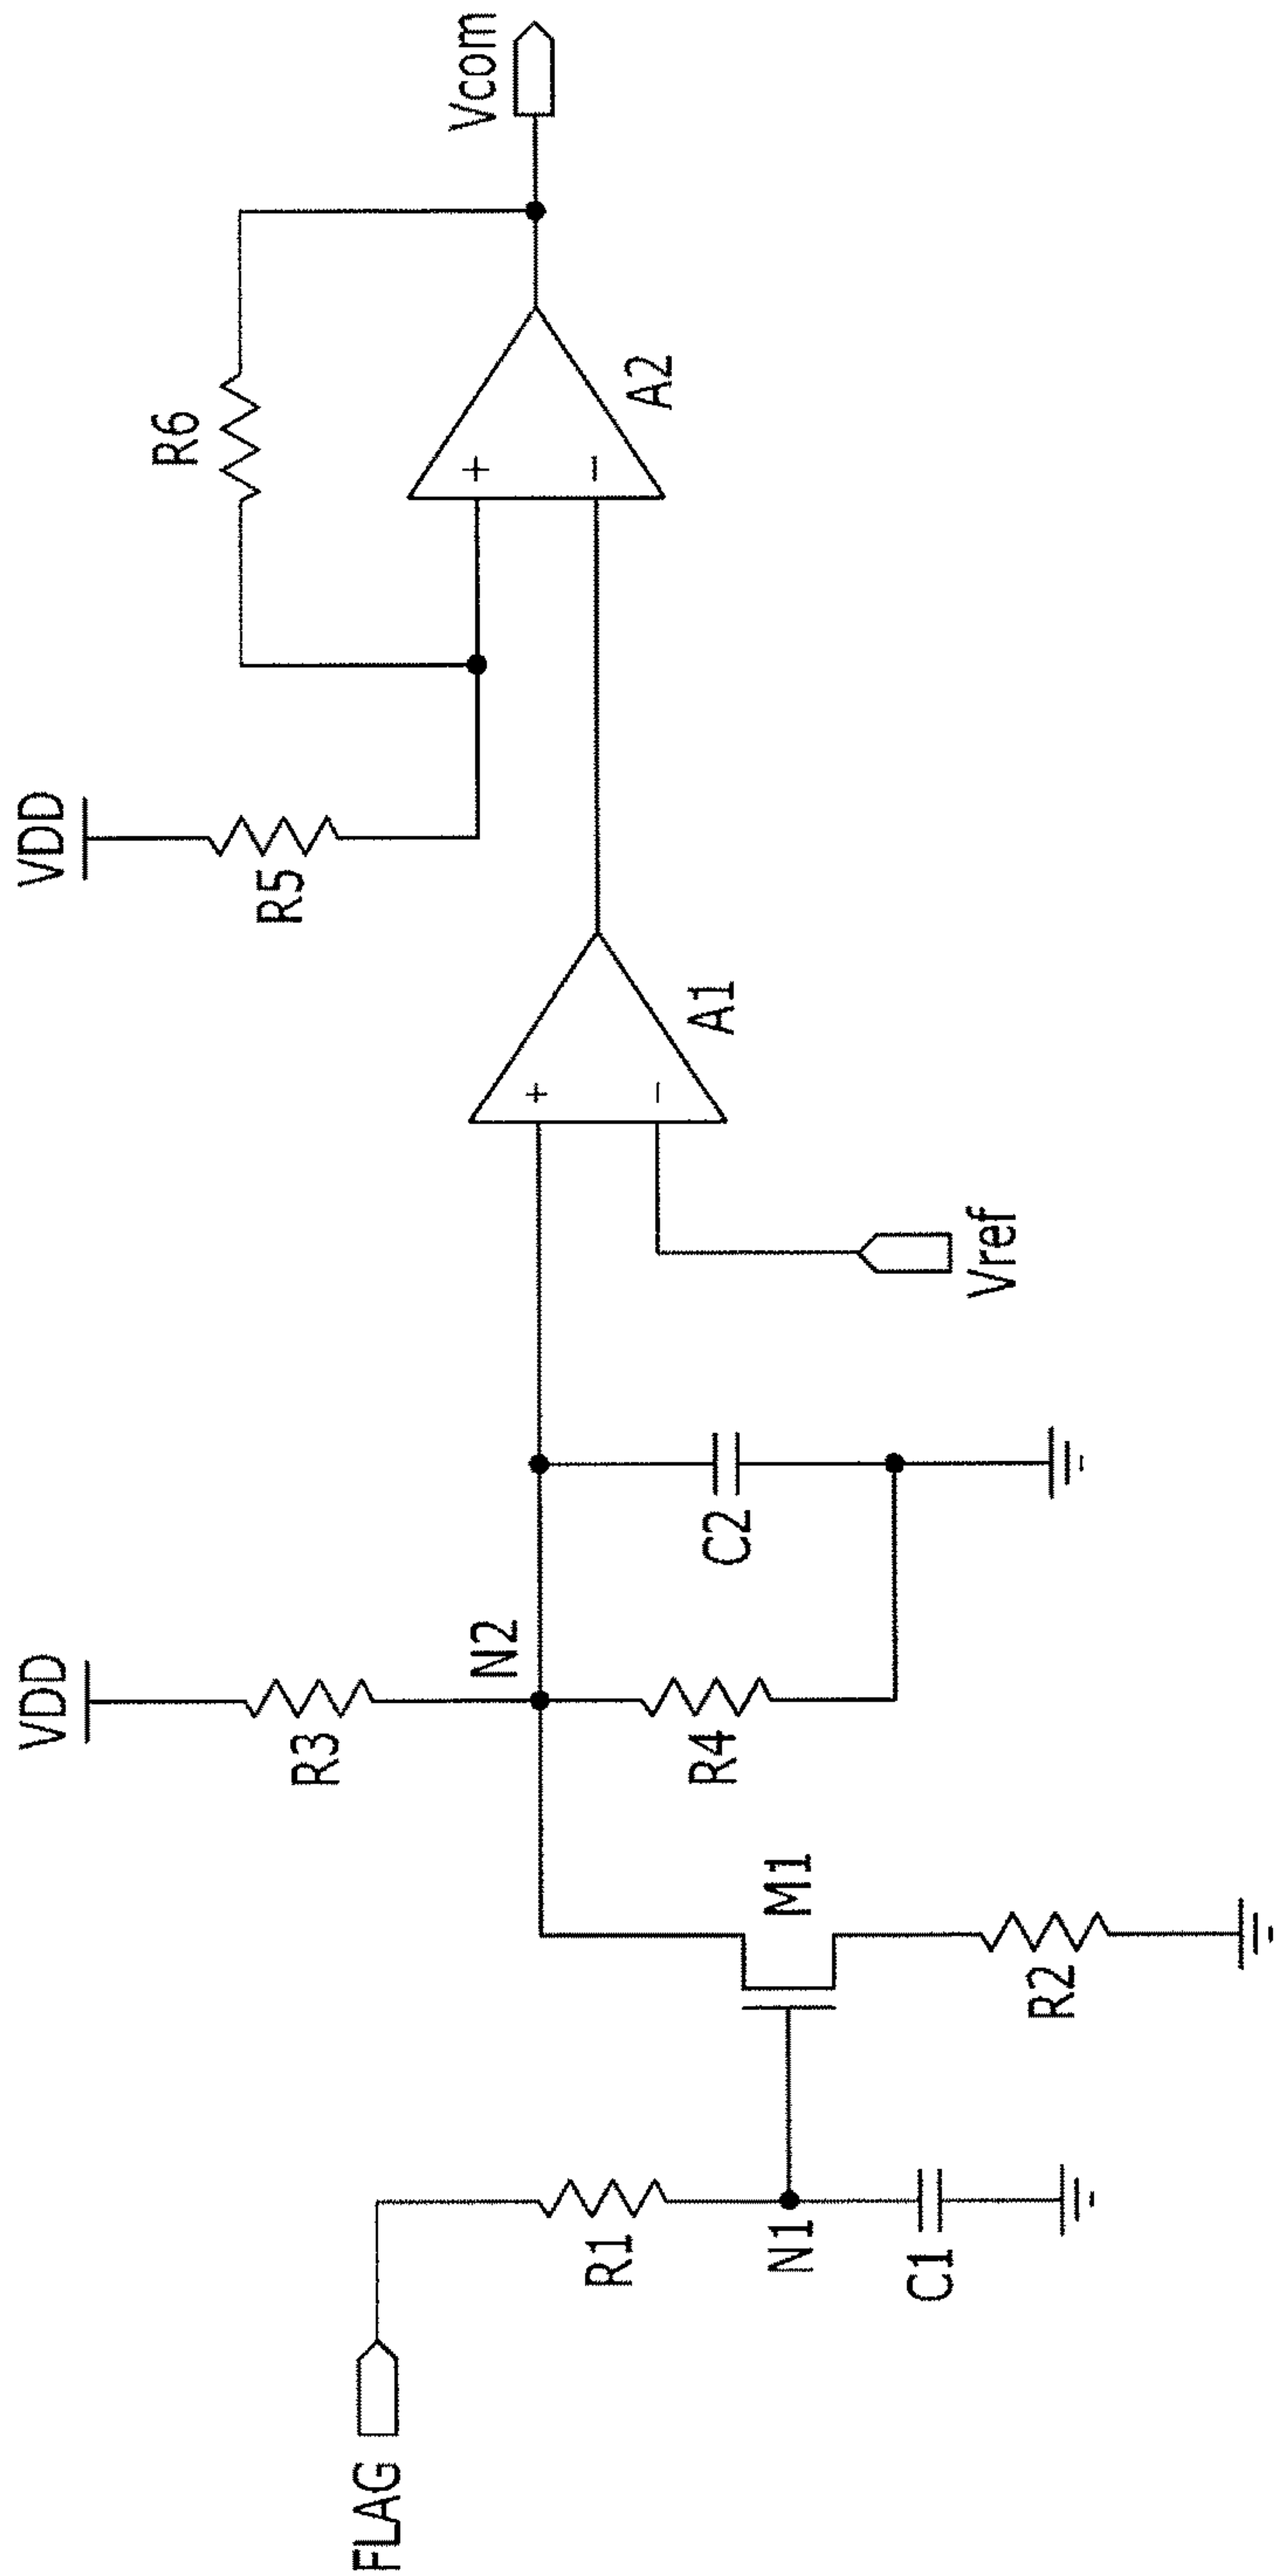 FLAG
R1
N1
C1
M1
R2
VDD
R3
N2
R4
C2
Vref
+
−
A1
VDD
R5
R6
+
−
A2
Vcom